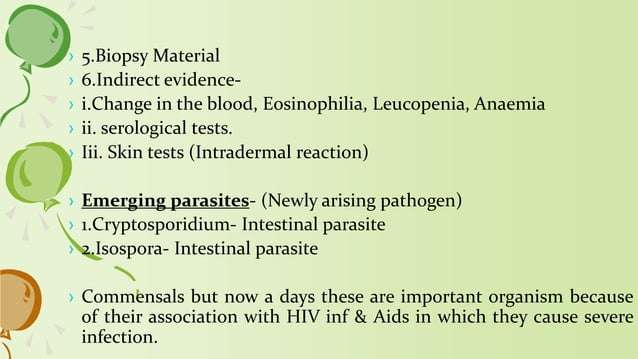 › 5.Biopsy Material
› 6.Indirect evidence-
› i.Change in the blood, Eosinophilia, Leucopenia, Anaemia
› ii. serological tests.
› Iii. Skin tests (Intradermal reaction)
› Emerging parasites- (Newly arising pathogen)
› 1.Cryptosporidium- Intestinal parasite
› 2.Isospora- Intestinal parasite
› Commensals but now a days these are important organism because
of their association with HIV inf & Aids in which they cause severe
infection.